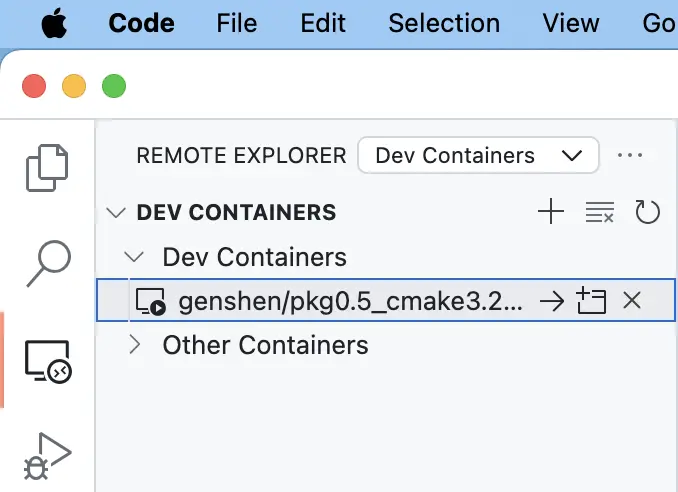 Code File Edit Selection View Go
REMOTE EXPLORER Dev Containers ...
DEV CONTAINERS
Dev Containers
genshen/pkg0.5_cmake3.2...
Other Containers